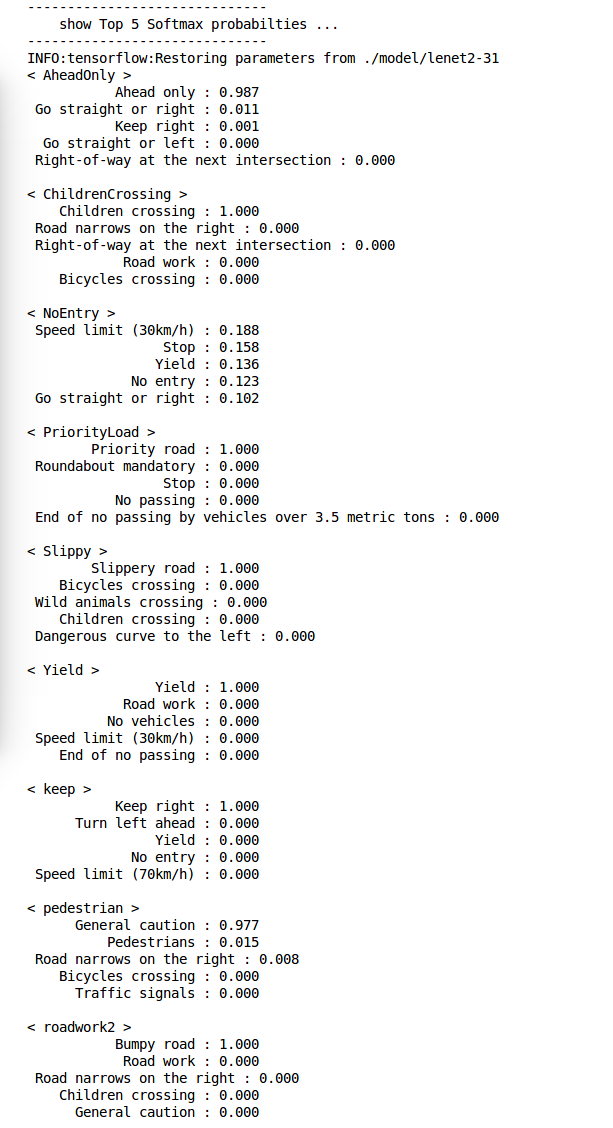 ------------------------------
show Top 5 Softmax probabilties ...
------------------------------
INFO:tensorflow:Restoring parameters from ./model/lenet2-31
< AheadOnly >
Ahead only : 0.987
Go straight or right : 0.011
Keep right : 0.001
Go straight or left : 0.000
Right-of-way at the next intersection : 0.000
< ChildrenCrossing >
Children crossing : 1.000
Road narrows on the right : 0.000
Right-of-way at the next intersection : 0.000
Road work : 0.000
Bicycles crossing : 0.000
< NoEntry >
Speed limit (30km/h) : 0.188
Stop : 0.158
Yield : 0.136
No entry : 0.123
Go straight or right : 0.102
< PriorityLoad >
Priority road : 1.000
Roundabout mandatory : 0.000
Stop : 0.000
No passing : 0.000
End of no passing by vehicles over 3.5 metric tons : 0.000
< Slippy >
Slippery road : 1.000
Bicycles crossing : 0.000
Wild animals crossing : 0.000
Children crossing : 0.000
Dangerous curve to the left : 0.000
< Yield >
Yield : 1.000
Road work : 0.000
No vehicles : 0.000
Speed limit (30km/h) : 0.000
End of no passing : 0.000
< keep >
Keep right : 1.000
Turn left ahead : 0.000
Yield : 0.000
No entry : 0.000
Speed limit (70km/h) : 0.000
< pedestrian >
General caution : 0.977
Pedestrians : 0.015
Road narrows on the right : 0.008
Bicycles crossing : 0.000
Traffic signals : 0.000
< roadwork2 >
Bumpy road : 1.000
Road work : 0.000
Road narrows on the right : 0.000
Children crossing : 0.000
General caution : 0.000